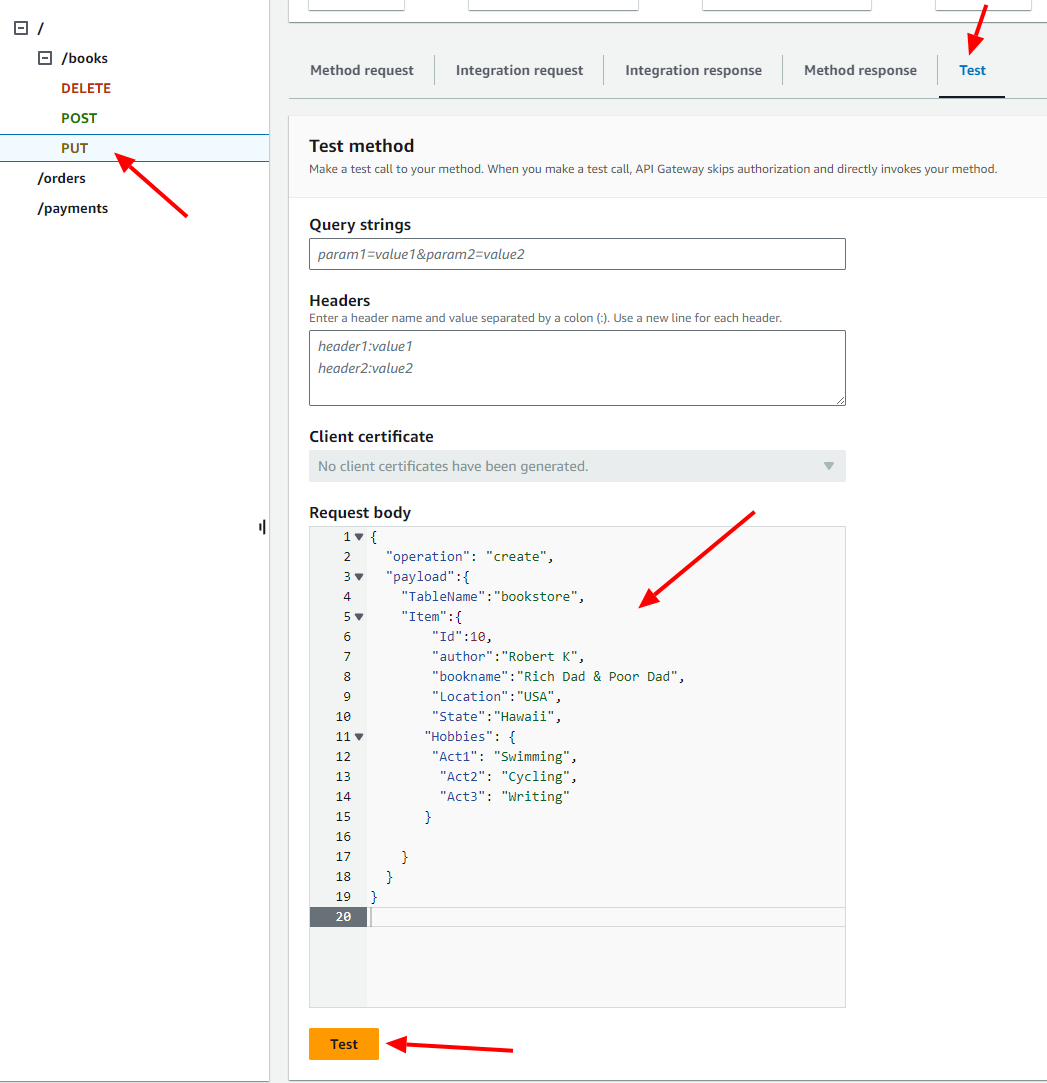 /
/books
DELETE
POST
PUT
/orders
/payments
Method request
Integration request
Integration response
Method response
Test
Test method
Make a test call to your method. When you make a test call, API Gateway skips authorization and directly invokes your method.
Query strings
param1=value1&param2=value2
Headers
Enter a header name and value separated by a colon (:). Use a new line for each header.
header1:value1
header2:value2
Client certificate
No client certificates have been generated.
Request body
1 {
2 "operation": "create",
3 "payload":{
4 "TableName":"bookstore",
5 "Item":{
6 "Id":10,
7 "author":"Robert K",
8 "bookname":"Rich Dad & Poor Dad",
9 "Location":"USA",
10 "State":"Hawaii",
11 "Hobbies": {
12 "Act1": "Swimming",
13 "Act2": "Cycling",
14 "Act3": "Writing"
15 }
16
17 }
18 }
19 }
20
Test